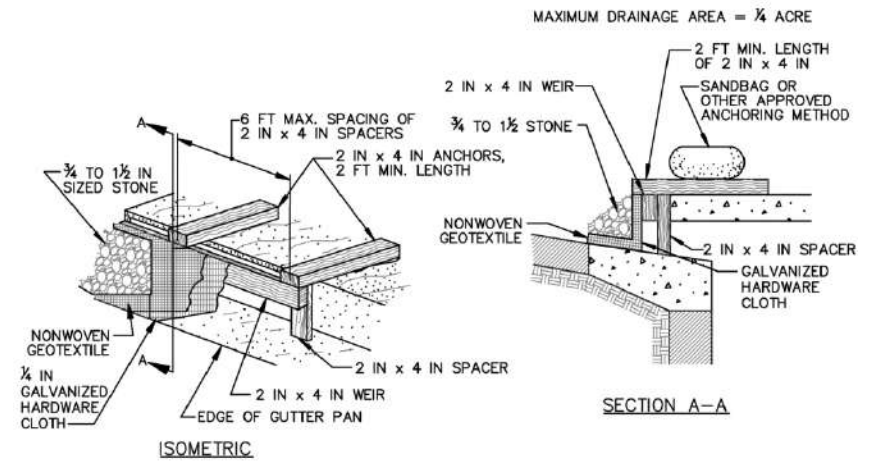 MAXIMUM DRAINAGE AREA = ¼ ACRE
A
6 FT MAX. SPACING OF
2 IN x 4 IN SPACERS
¾ TO 1½ IN
SIZED STONE
2 IN x 4 IN ANCHORS,
2 FT MIN. LENGTH
NONWOVEN
GEOTEXTILE
A
¼ IN
GALVANIZED
HARDWARE
CLOTH
2 IN x 4 IN SPACER
2 IN x 4 IN WEIR
EDGE OF GUTTER PAN
ISOMETRIC
2 FT MIN. LENGTH
OF 2 IN x 4 IN
2 IN x 4 IN WEIR
SANDBAG OR
OTHER APPROVED
ANCHORING METHOD
¾ TO 1½ STONE
NONWOVEN
GEOTEXTILE
2 IN x 4 IN SPACER
GALVANIZED
HARDWARE
CLOTH
SECTION A-A